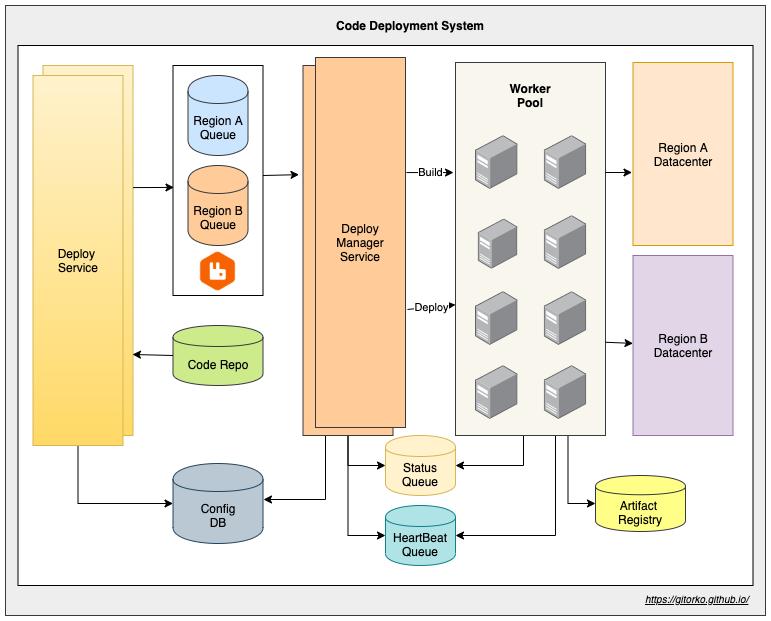 Code Deployment System
Deploy
Service
Region A
Queue
Region B
Queue
Code Repo
Config
DB
Deploy
Manager
Service
Build
Deploy
Worker
Pool
Region A
Datacenter
Region B
Datacenter
Status
Queue
HeartBeat
Queue
Artifact
Registry
https://gitorko.github.io/